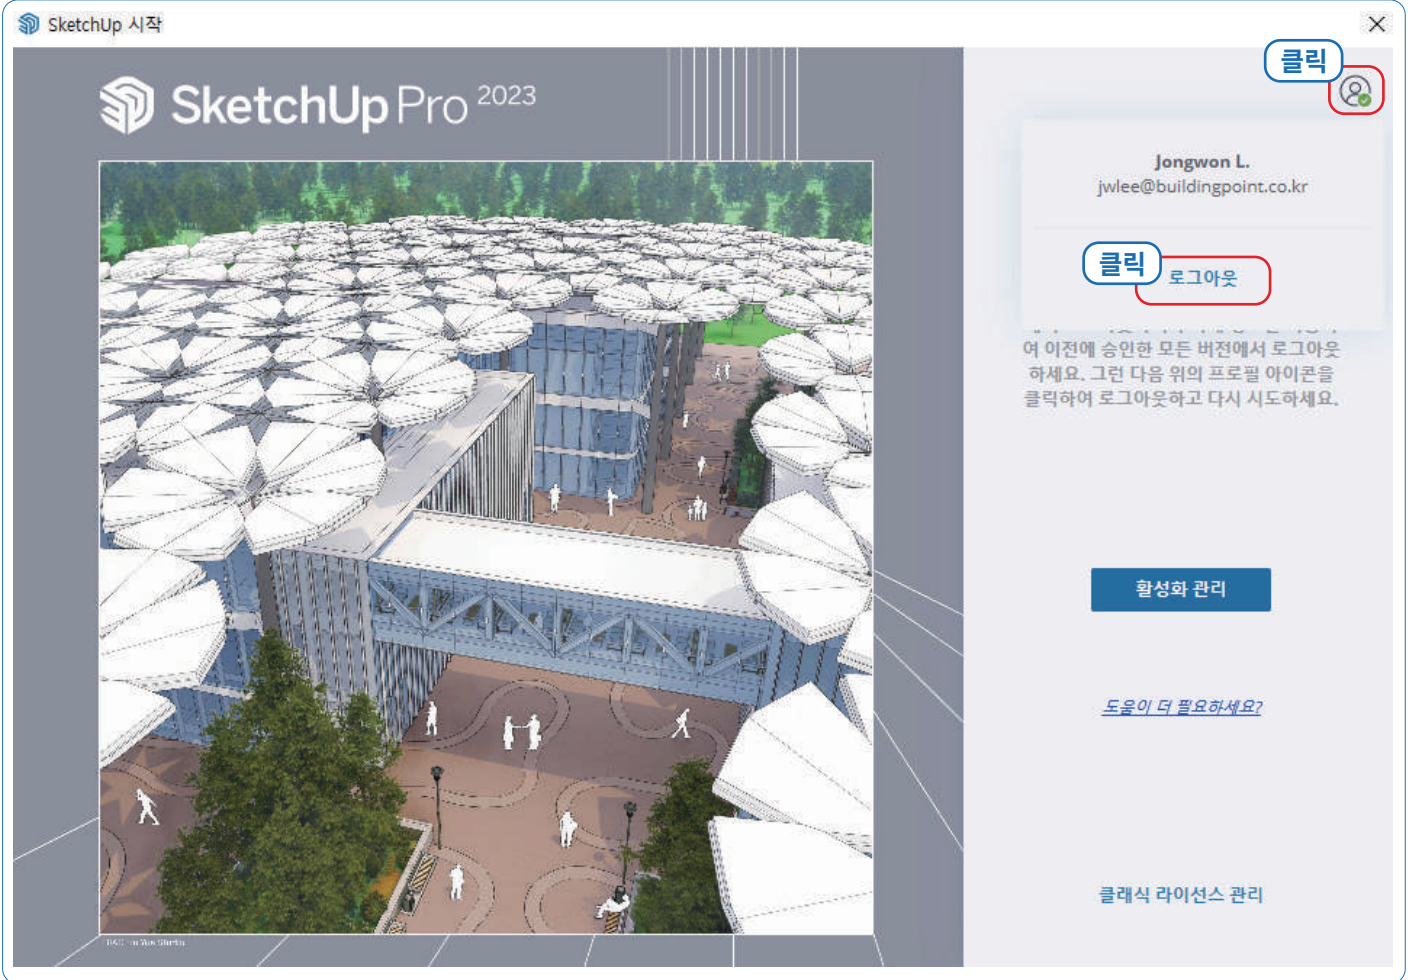 SketchUp 시작
클릭
SketchUp Pro 2023
Jongwon L.
jwlee@buildingpoint.co.kr
클릭
로그아웃
여 이전에 승인한 모든 버전에서 로그아웃
하세요. 그런 다음 위의 프로필 아이콘을
클릭하여 로그아웃하고 다시 시도하세요.
활성화 관리
도움이 더 필요하세요?
클래식 라이선스 관리